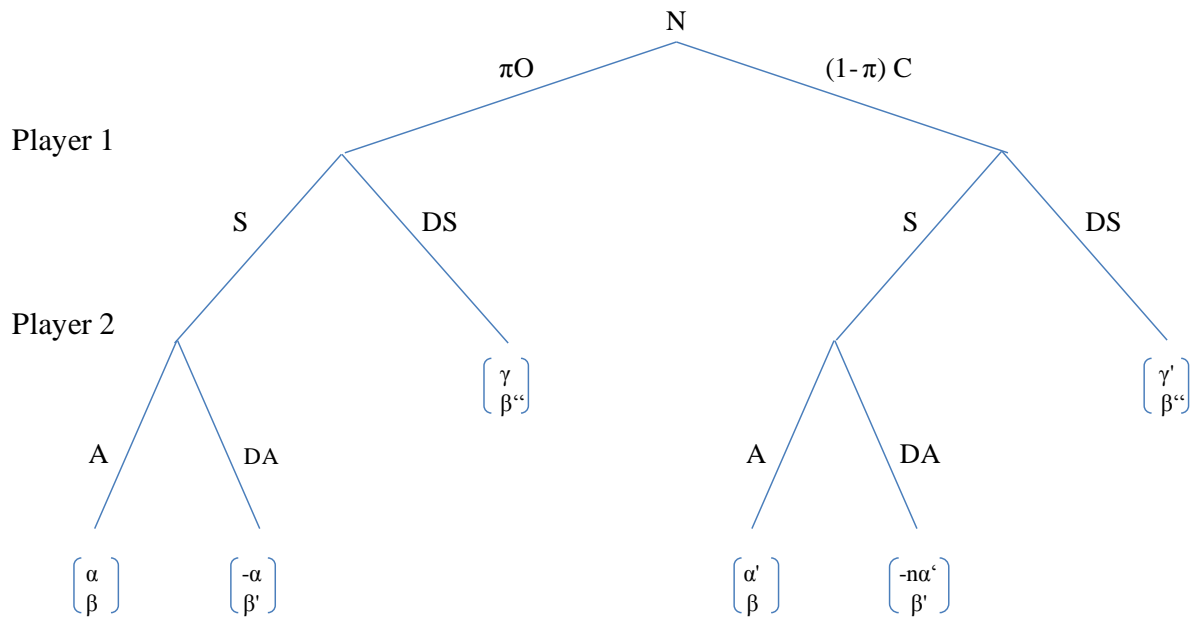 N
πO
(1-π) C
Player 1
S
DS
S
DS
Player 2
γ
β“
γ'
β“
A
DA
A
DA
α
β
-α
β'
α'
β
-nα‘
β'